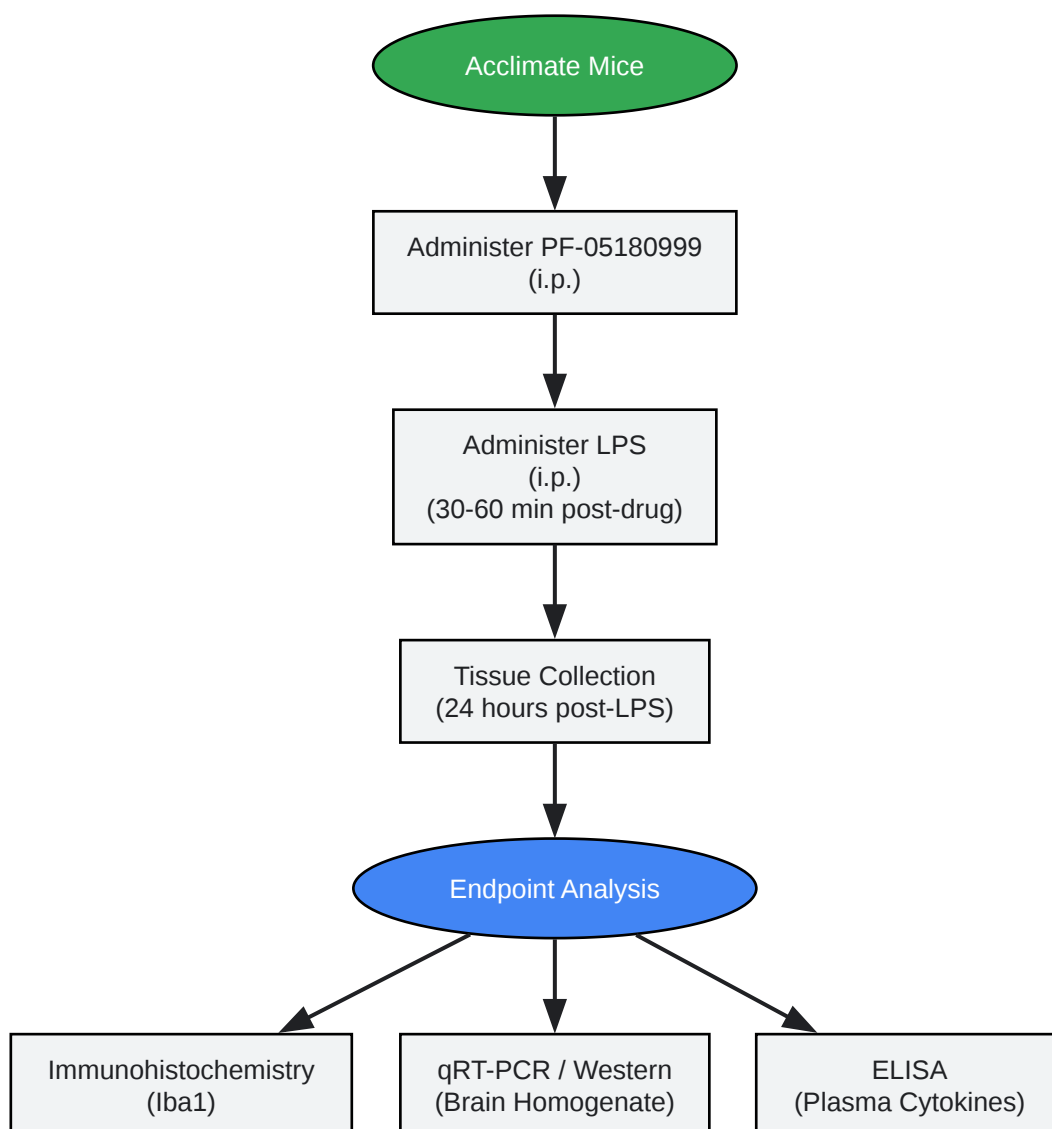 Acclimate Mice
Administer PF-05180999
(i.p.)
Administer LPS
(i.p.)
(30-60 min post-drug)
Tissue Collection
(24 hours post-LPS)
Endpoint Analysis
Immunohistochemistry
(Iba1)
qRT-PCR / Western
(Brain Homogenate)
ELISA
(Plasma Cytokines)